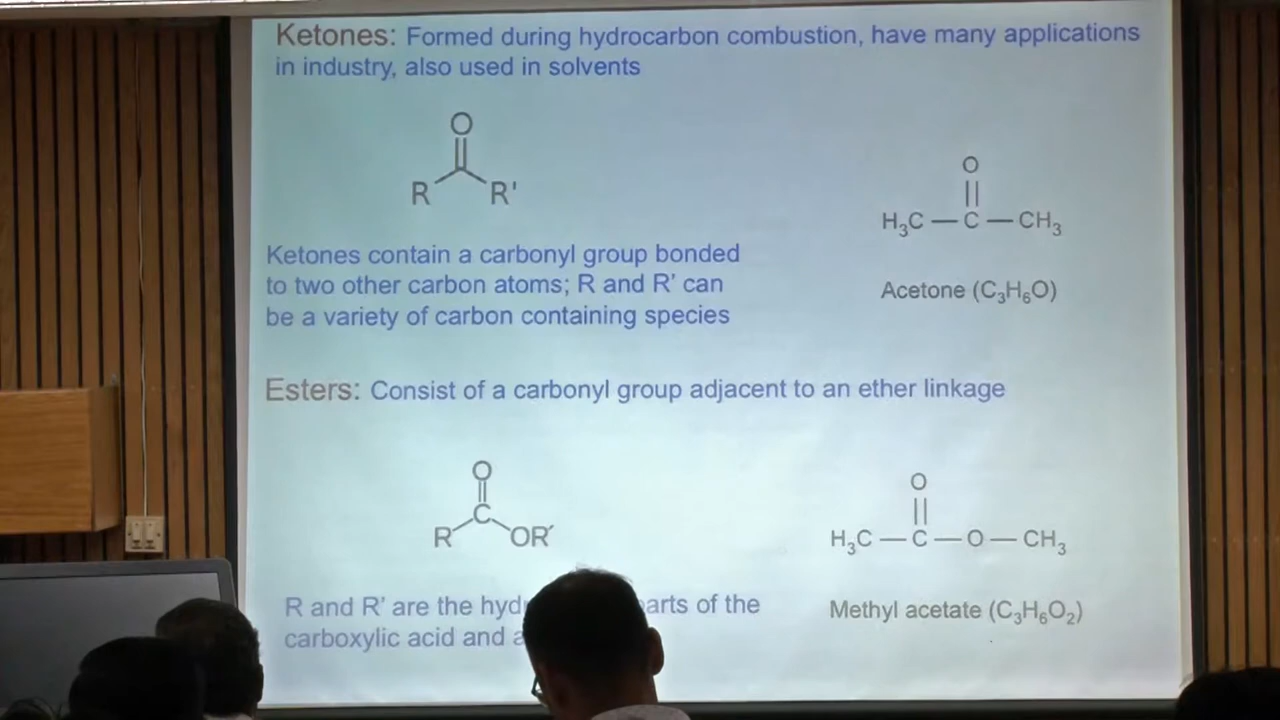 Ketones: Formed during hydrocarbon combustion, have many applications
in industry, also used in solvents
O
R R'
O
H₃C — C — CH₃
Ketones contain a carbonyl group bonded
to two other carbon atoms; R and R' can
be a variety of carbon containing species
Acetone (C₃H₆O)
Esters: Consist of a carbonyl group adjacent to an ether linkage
O
C
R OR'
O
H₃C — C — O — CH₃
R and R' are the of the
carboxylic acid and
Methyl acetate (C₃H₆O₂)